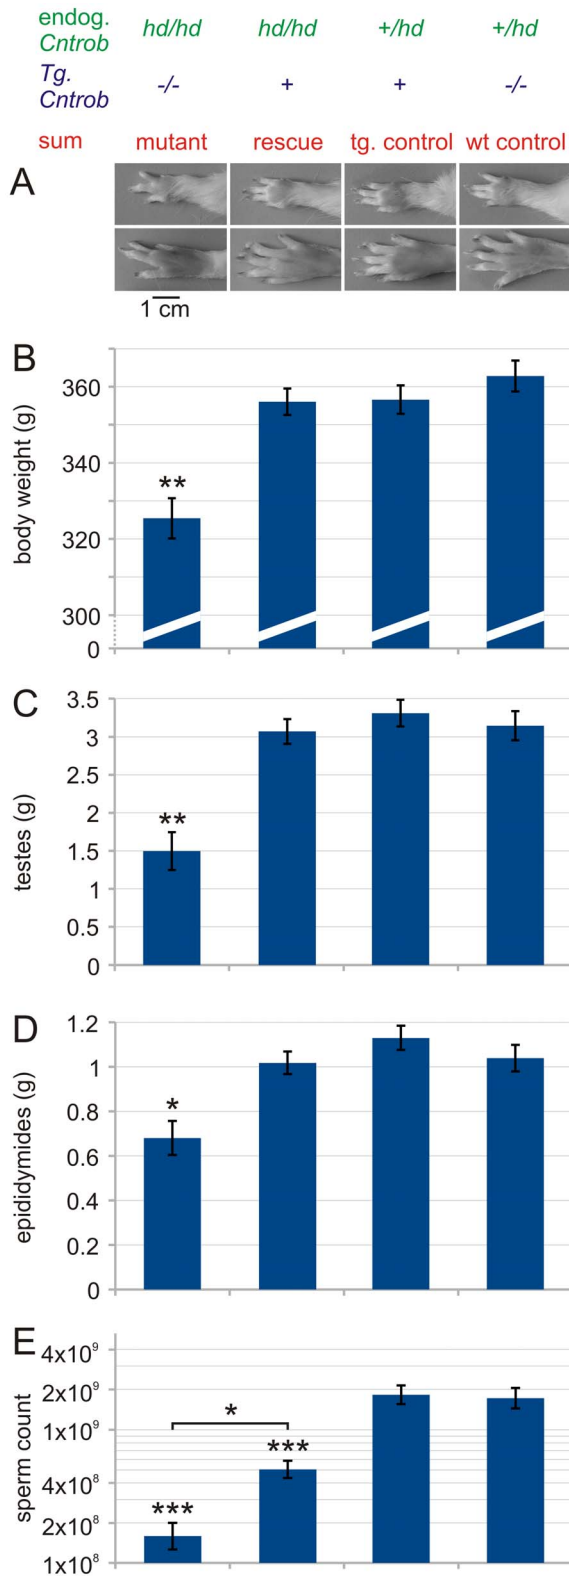 endog.
Cntrob
hd/hd hd/hd +/hd +/hd
Tg.
Cntrob
-/- + + -/-
sum mutant rescue tg. control wt control
A
1 cm
B
body weight (g)
360
340
**
320
300
0
C
testes (g)
3.5
3
2.5
2
**
1.5
1
0.5
0
D
epididymides (g)
1.2
1
0.8
*
0.6
0.4
0.2
0
E
sperm count
4x10⁹
2x10⁹
*
1x10⁹
***
4x10⁸
***
2x10⁸
1x10⁸